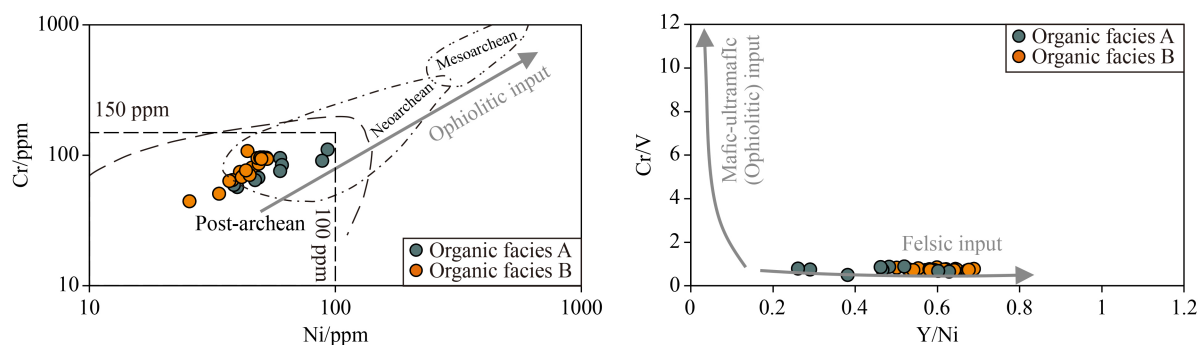 1000
Cr/ppm
100
10
150 ppm
Mesoarchean
Neoarchean
Ophiolitic input
Post-archean
100 ppm
Organic facies A
Organic facies B
10
100
1000
Ni/ppm
12
10
8
6
4
2
0
Cr/V
Mafic-ultramaflc
(Ophiolitic) input
Organic facies A
Organic facies B
Felsic input
0
0.2
0.4
0.6
0.8
1
1.2
Y/Ni